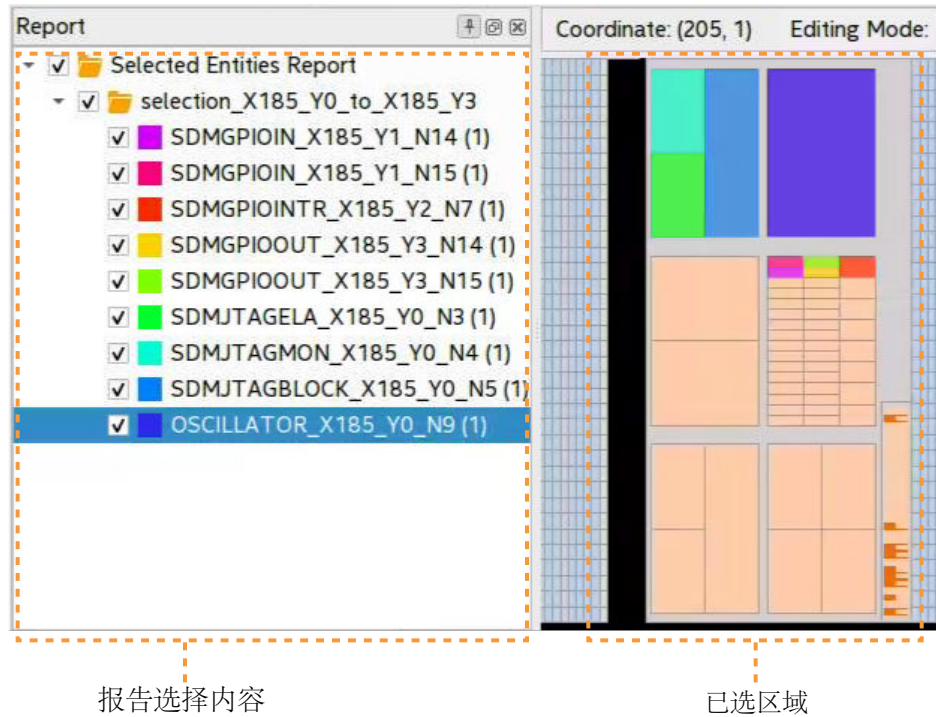 Report
Coordinate: (205, 1) Editing Mode:
Selected Entities Report
selection_X185_Y0_to_X185_Y3
SDMGPIOIN_X185_Y1_N14 (1)
SDMGPIOIN_X185_Y1_N15 (1)
SDMGPIOINTR_X185_Y2_N7 (1)
SDMGPIOOUT_X185_Y3_N14 (1)
SDMGPIOOUT_X185_Y3_N15 (1)
SDMJTAGELA_X185_Y0_N3 (1)
SDMJTAGMON_X185_Y0_N4 (1)
SDMJTAGBLOCK_X185_Y0_N5 (1)
OSCILLATOR_X185_Y0_N9 (1)
报告选择内容
已选区域